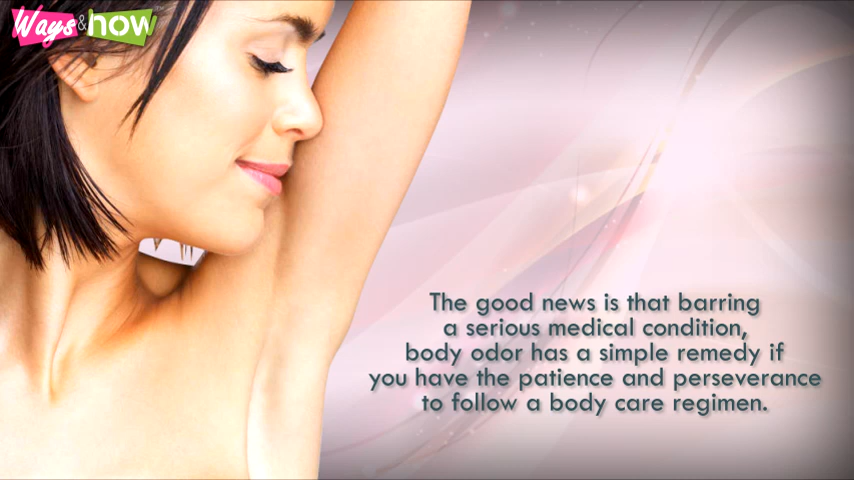 Ways&how
The good news is that barring
a serious medical condition,
body odor has a simple remedy if
you have the patience and perseverance
to follow a body care regimen.